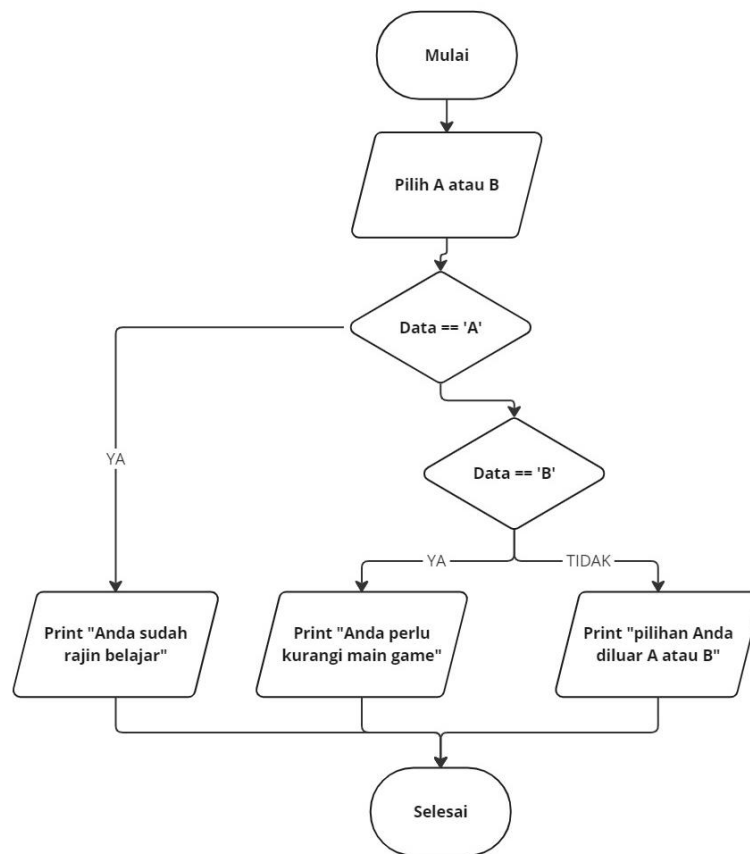 Mulai
Pilih A atau B
Data == 'A'
Data == 'B'
YA
YA
TIDAK
Print "Anda sudah
rajin belajar"
Print "Anda perlu
kurangi main game"
Print "pilihan Anda
diluar A atau B"
Selesai